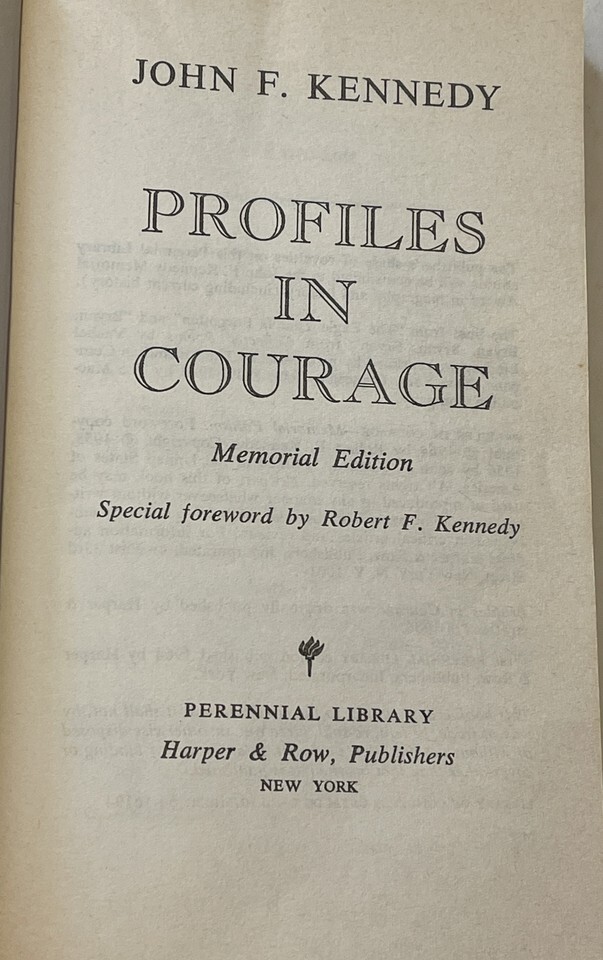 JOHN F. KENNEDY
PROFILES
IN
COURAGE
Memorial Edition
Special foreword by Robert F. Kennedy
PERENNIAL LIBRARY
Harper & Row, Publishers
NEW YORK